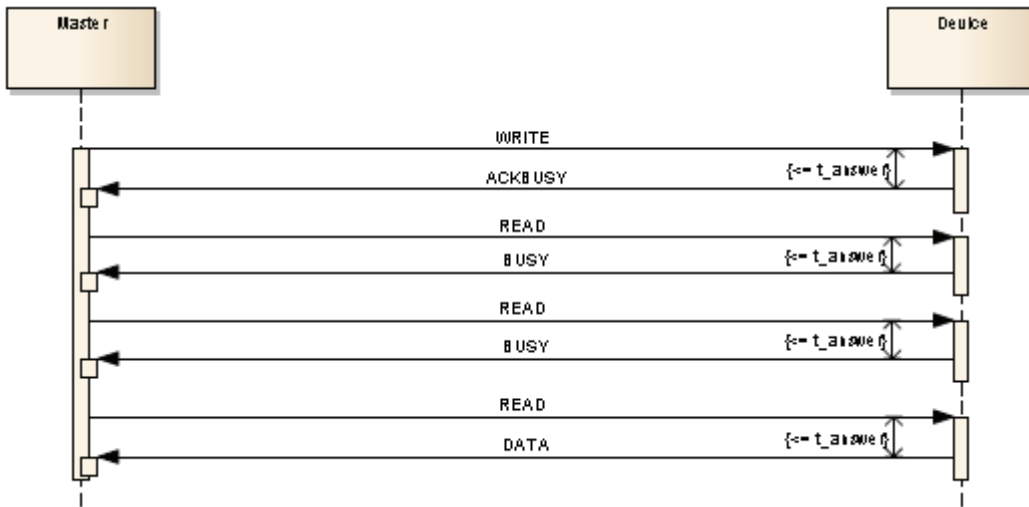 Master
Device
WRITE
{<= t_answer}
ACKBUSY
READ
{<= t_answer}
BUSY
READ
{<= t_answer}
BUSY
READ
{<= t_answer}
DATA